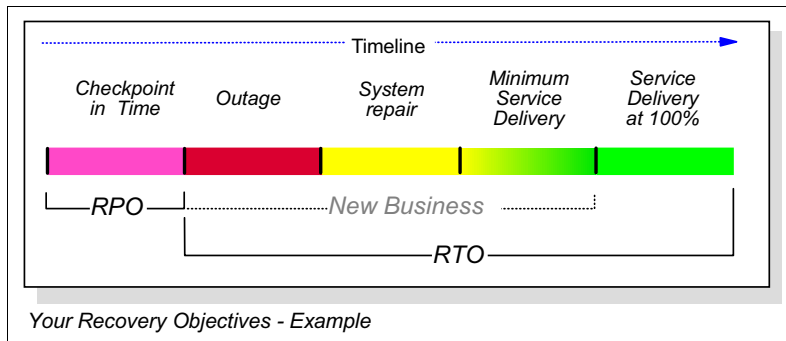 Timeline
Checkpoint
in Time
Outage
System
repair
Minimum
Service
Delivery
Service
Delivery
at 100%
RPO
New Business
RTO
Your Recovery Objectives - Example